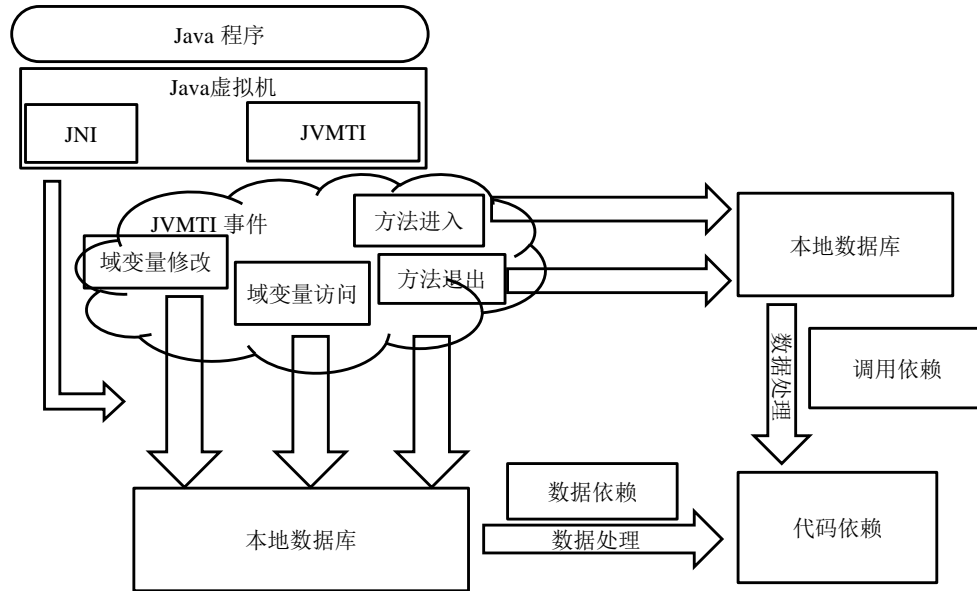 Java 程序
Java虚拟机
JNI
JVMTI
JVMTI 事件
方法进入
域变量修改
域变量访问
方法退出
本地数据库
数据处理
调用依赖
本地数据库
数据依赖
数据处理
代码依赖